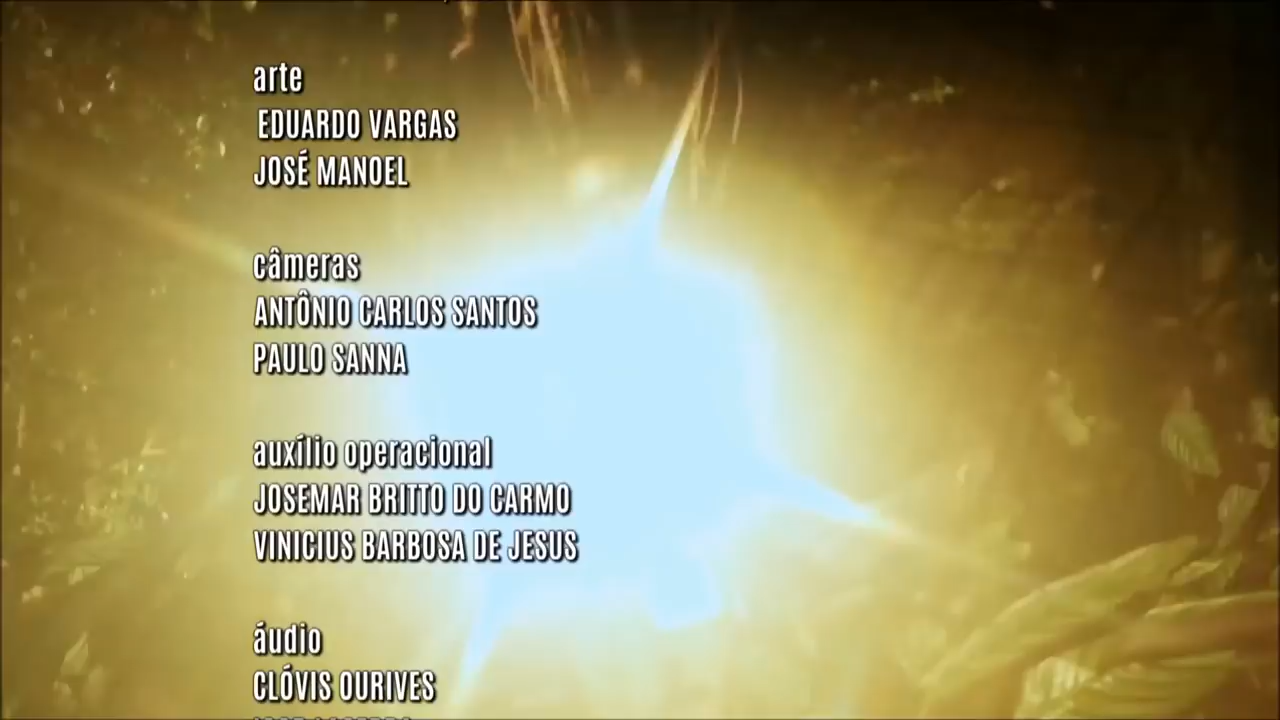 arte
EDUARDO VARGAS
JOSÉ MANOEL
câmeras
ANTÔNIO CARLOS SANTOS
PAULO SANNA
auxílio operacional
JOSEMAR BRITTO DO CARMO
VINICIUS BARBOSA DE JESUS
áudio
CLÓVIS OURIVES